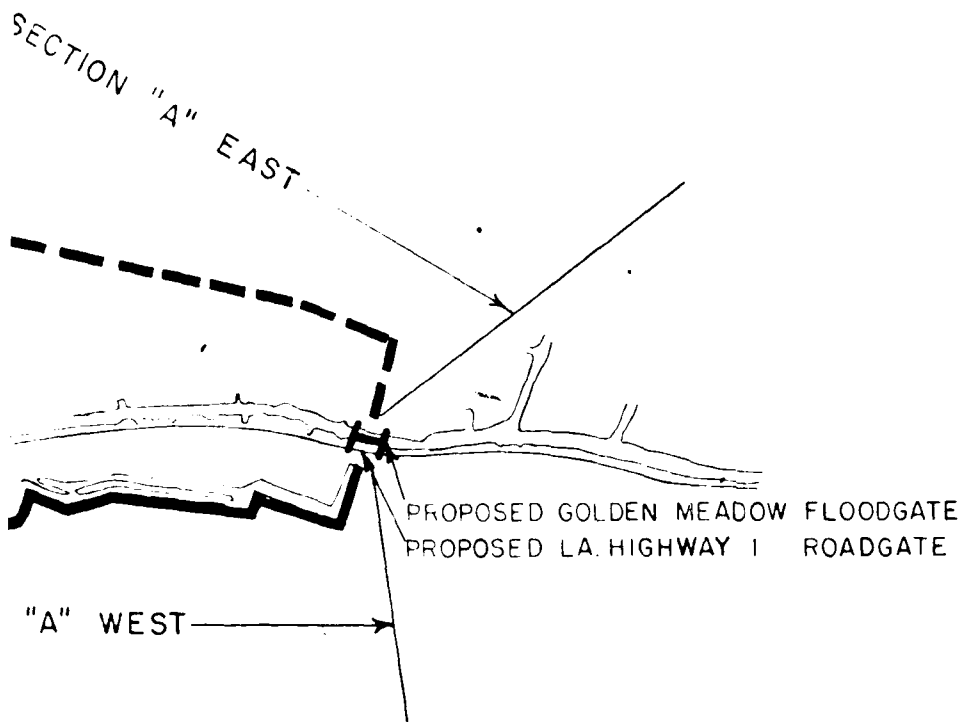 SECTION "A" EAST
PROPOSED GOLDEN MEADOW FLOODGATE
PROPOSED LA. HIGHWAY 1 ROADGATE
"A" WEST